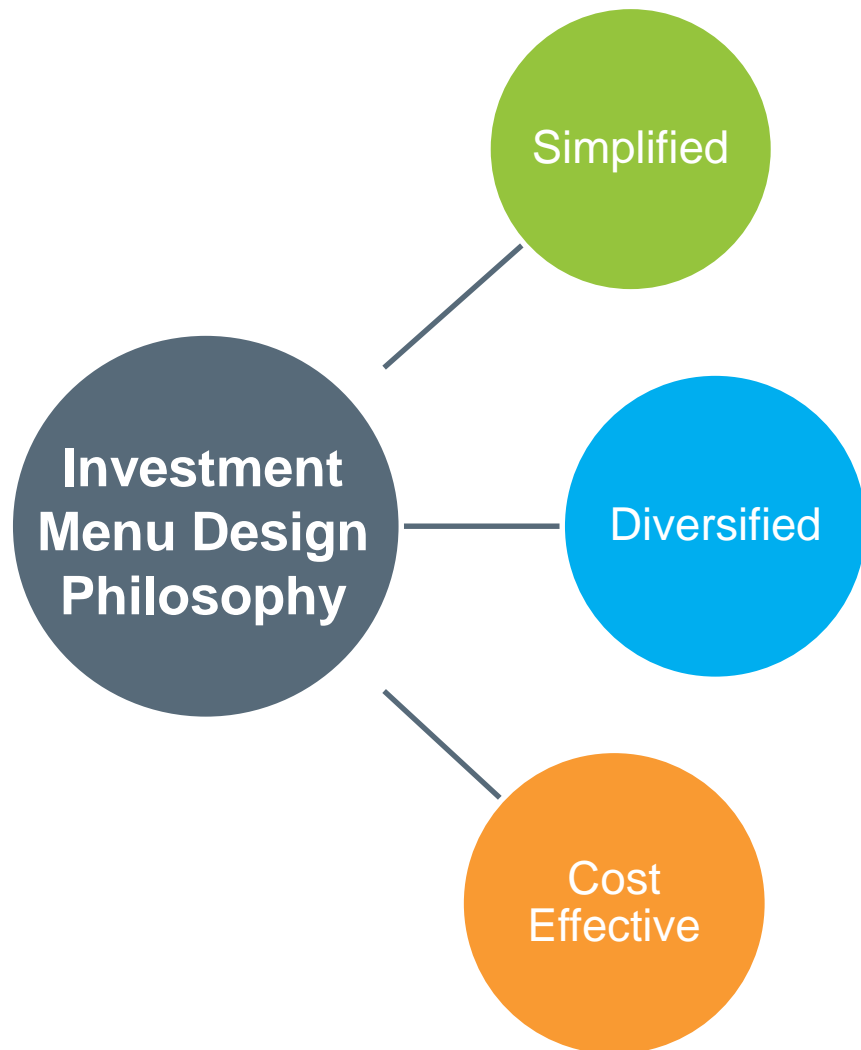 Simplified
Investment
Menu Design
Philosophy
Diversified
Cost
Effective